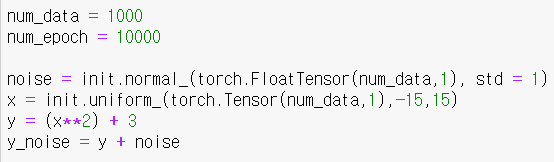 num_data = 1000
num_epoch = 10000
noise = init.normal_(torch.FloatTensor(num_data,1), std = 1)
x = init.uniform_(torch.Tensor(num_data,1),-15,15)
y = (x**2) + 3
y_noise = y + noise